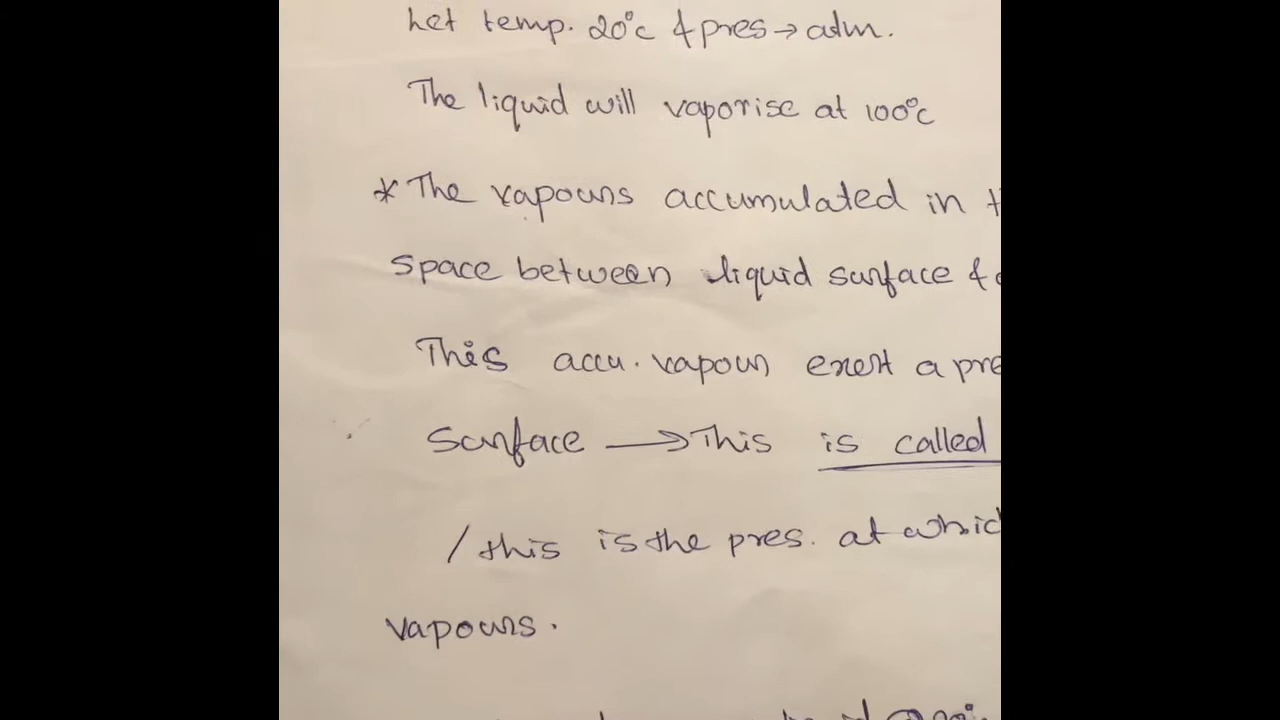 Let temp. 20°C & pres → atm.
The liquid will vaporise at 100°C
* The vapours accumulated in
space between liquid surface &
This accu. vapour exert a pre
Surface → This is called
/ this is the pres. at whic
vapours.